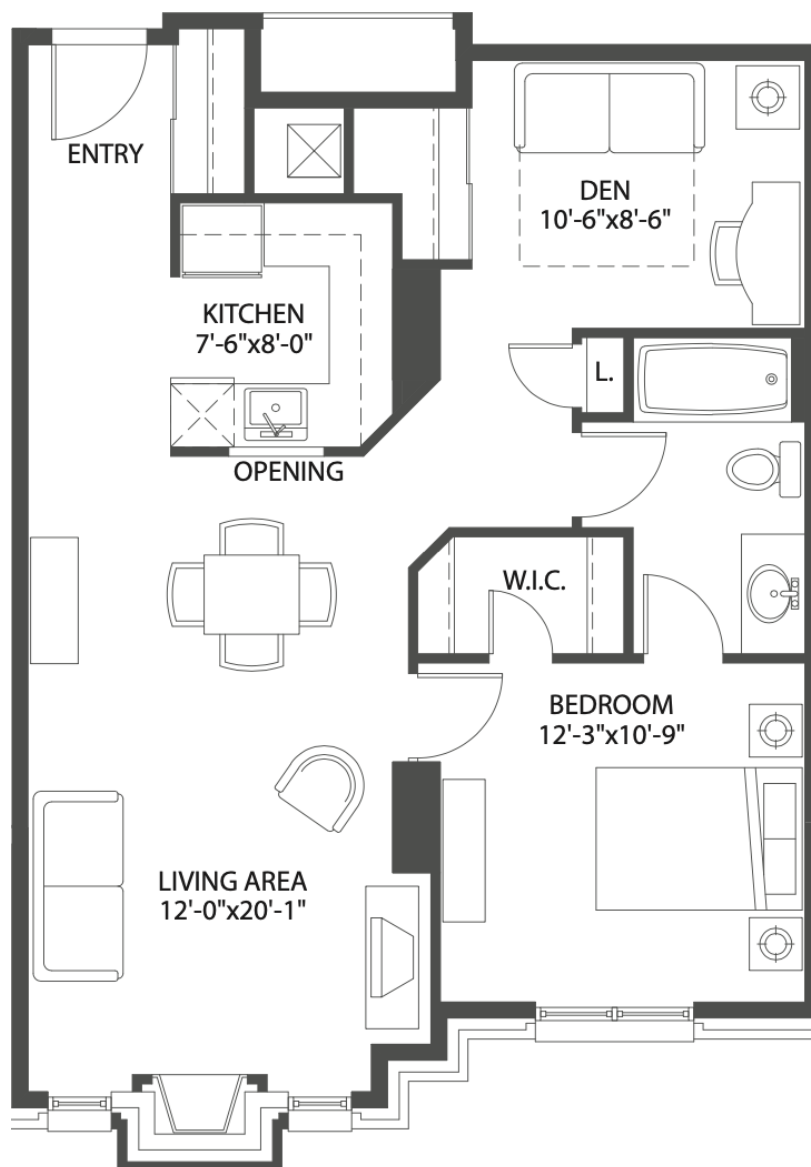 ENTRY
DEN
10'-6"x8'-6"
KITCHEN
7'-6"x8'-0"
L.
OPENING
W.I.C.
BEDROOM
12'-3"x10'-9"
LIVING AREA
12'-0"x20'-1"